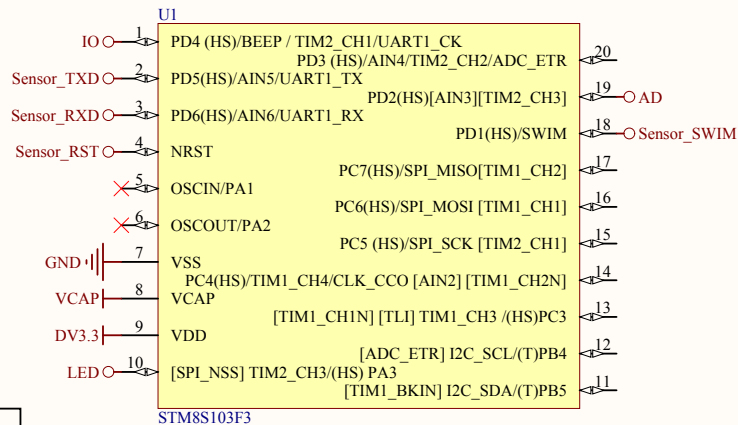 U1
IO 1 PD4 (HS)/BEEP / TIM2_CH1/UART1_CK
PD3 (HS)/AIN4/TIM2_CH2/ADC_ETR 20
Sensor_TXD 2 PD5(HS)/AIN5/UART1_TX
PD2(HS)[AIN3][TIM2_CH3] 19 AD
Sensor_RXD 3 PD6(HS)/AIN6/UART1_RX
PD1(HS)/SWIM 18 Sensor_SWIM
Sensor_RST 4 NRST
PC7(HS)/SPI_MISO[TIM1_CH2] 17
5 OSCIN/PA1
PC6(HS)/SPI_MOSI [TIM1_CH1] 16
6 OSCOUT/PA2
PC5 (HS)/SPI_SCK [TIM2_CH1] 15
GND 7 VSS
PC4(HS)/TIM1_CH4/CLK_CCO [AIN2] [TIM1_CH2N] 14
VCAP 8 VCAP
[TIM1_CH1N] [TLI] TIM1_CH3 /(HS)PC3 13
DV3.3 9 VDD
[ADC_ETR] I2C_SCL/(T)PB4 12
LED 10 [SPI_NSS] TIM2_CH3/(HS) PA3
[TIM1_BKIN] I2C_SDA/(T)PB5 11
STM8S103F3